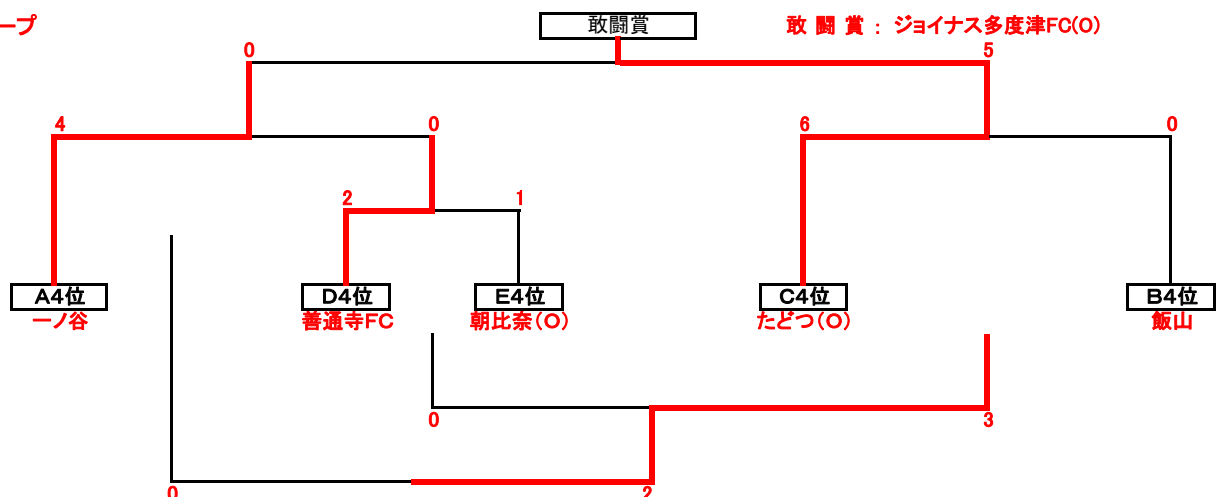 ープ
敢闘賞
敢 闘 賞 : ジョイナス多度津FC(O)
0
5
4
0
6
0
2
1
A4位
D4位
E4位
C4位
B4位
一ノ谷
善通寺FC
朝比奈(O)
たどつ(O)
飯山
0
3
0
2